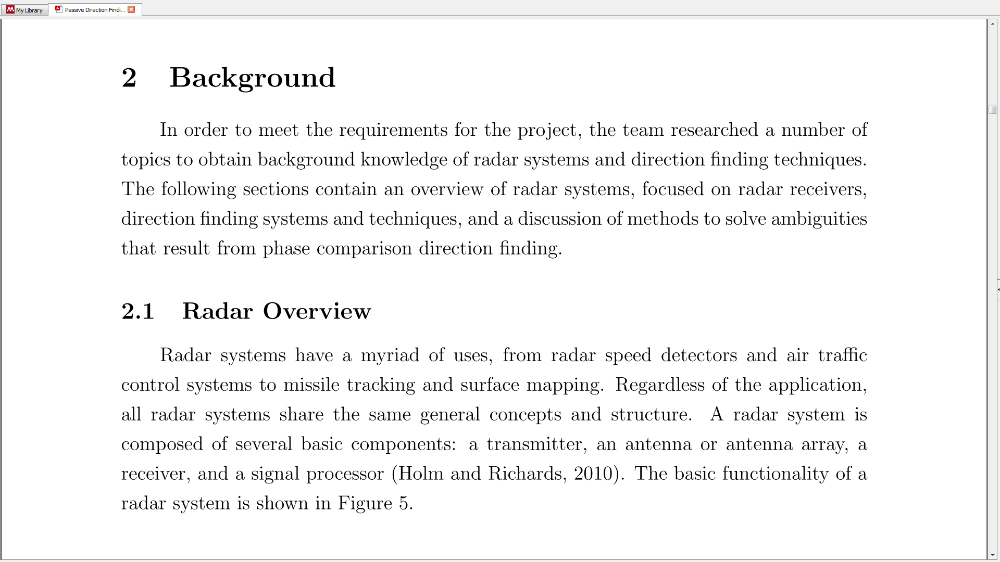 My Library
Passive Direction Findi...
2 Background
In order to meet the requirements for the project, the team researched a number of
topics to obtain background knowledge of radar systems and direction finding techniques.
The following sections contain an overview of radar systems, focused on radar receivers,
direction finding systems and techniques, and a discussion of methods to solve ambiguities
that result from phase comparison direction finding.
2.1 Radar Overview
Radar systems have a myriad of uses, from radar speed detectors and air traffic
control systems to missile tracking and surface mapping. Regardless of the application,
all radar systems share the same general concepts and structure. A radar system is
composed of several basic components: a transmitter, an antenna or antenna array, a
receiver, and a signal processor (Holm and Richards, 2010). The basic functionality of a
radar system is shown in Figure 5.